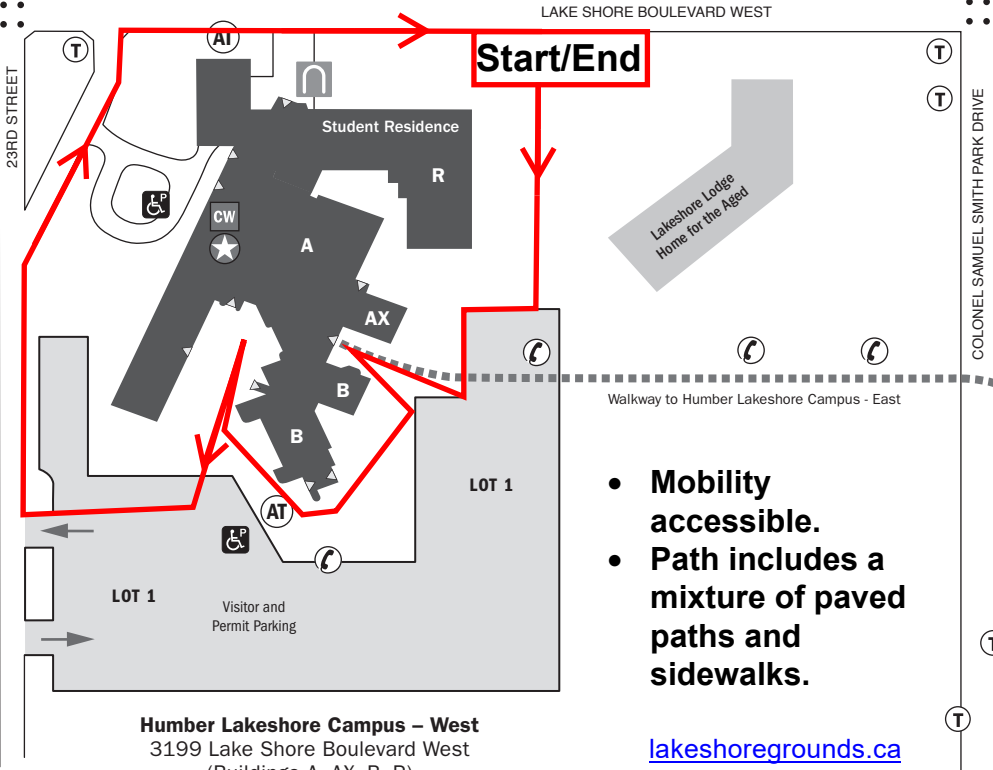 LAKE SHORE BOULEVARD WEST
T
AT
Start/End
T
T
23RD STREET
COLONEL SAMUEL SMITH PARK DRIVE
Student Residence
R
P
CW
A
Lakeshore Lodge
Home for the Aged
AX
B
Walkway to Humber Lakeshore Campus - East
B
LOT 1
AT
P
LOT 1
Visitor and
Permit Parking
• Mobility
accessible.
• Path includes a
mixture of paved
paths and
sidewalks.
T
T
Humber Lakeshore Campus – West
3199 Lake Shore Boulevard West
(Buildings A, AX, B, R)
lakeshoregrounds.ca